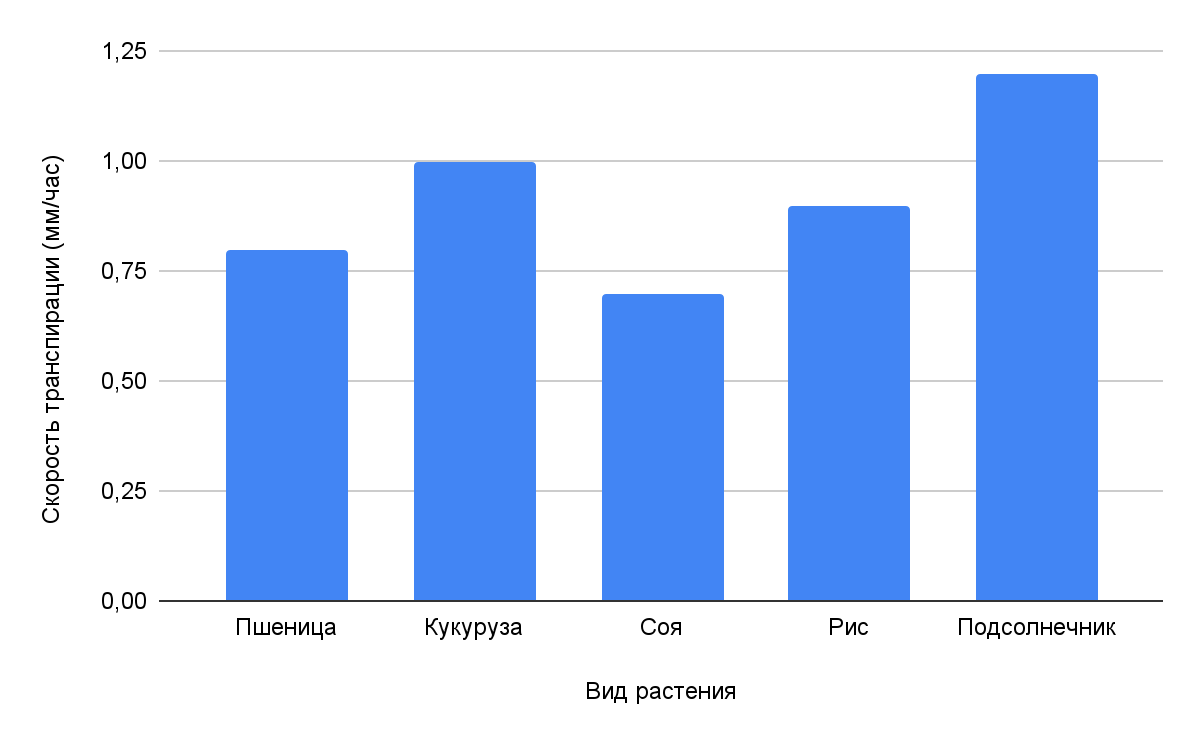 Скорость транспирации (мм/час)
1,25
1,00
0,75
0,50
0,25
0,00
Пшеница Кукуруза Соя Рис Подсолнечник
Вид растения